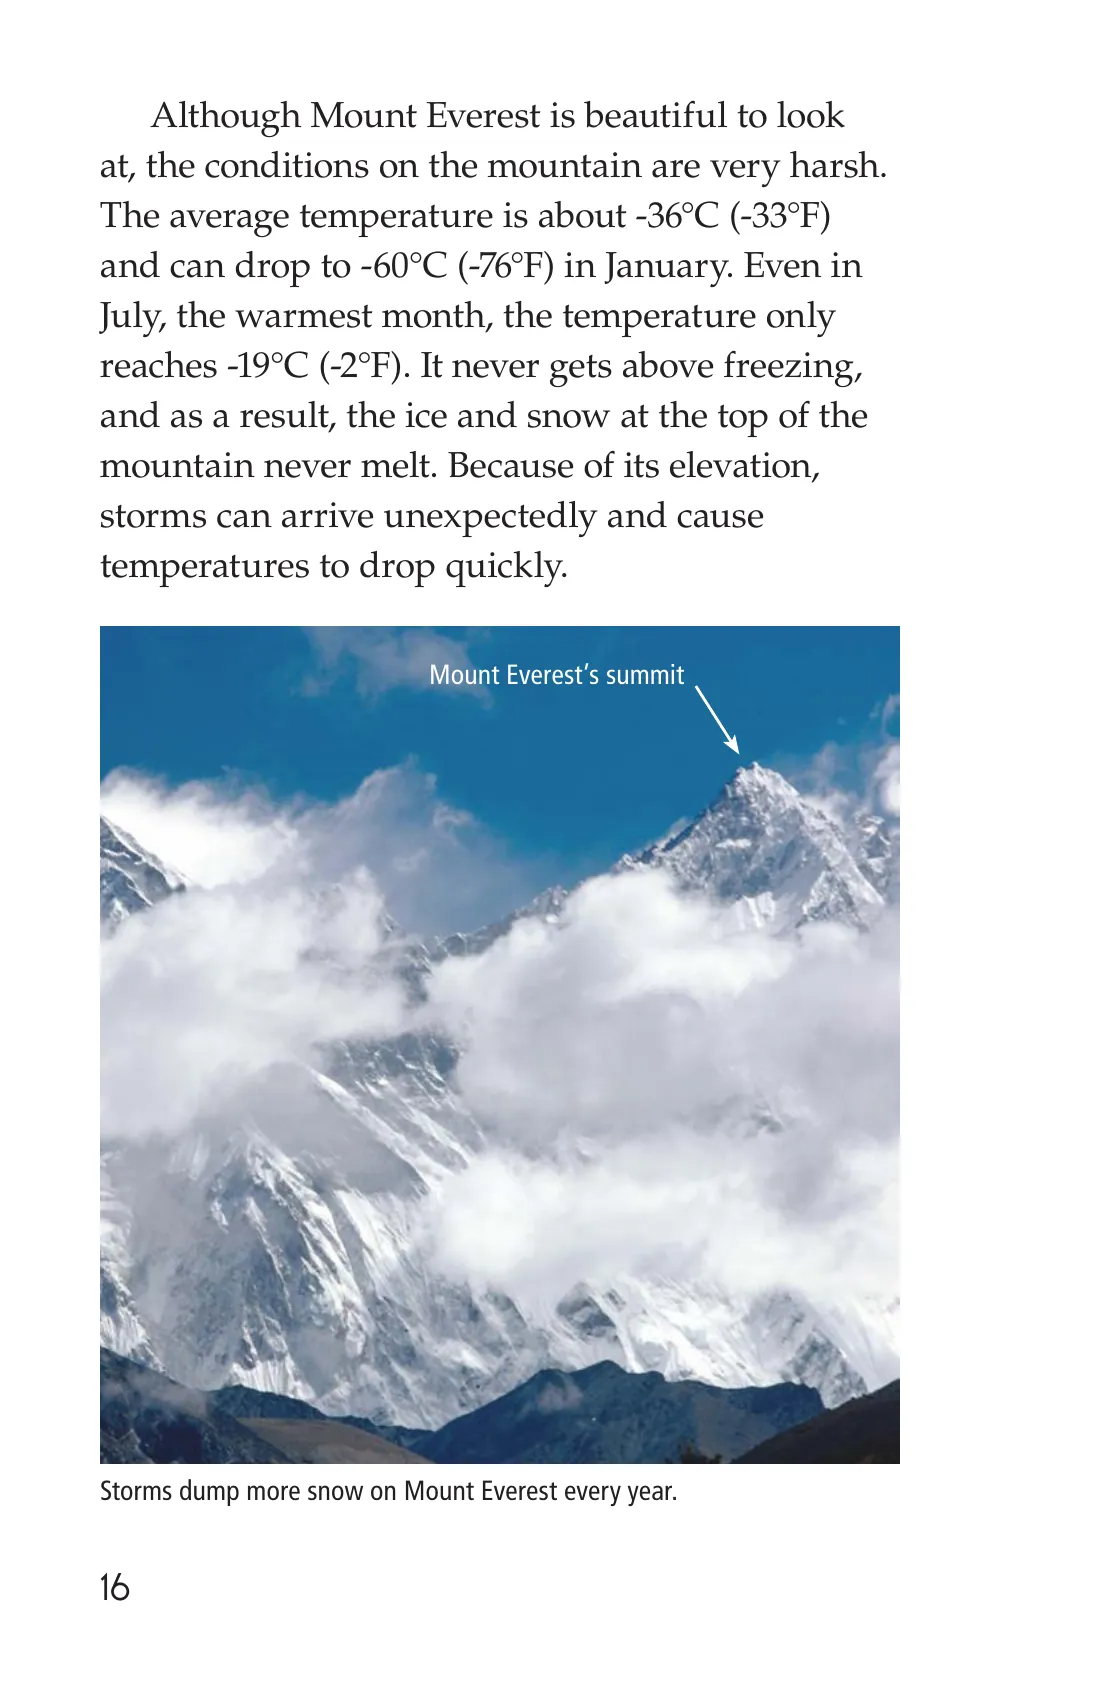 Although Mount Everest is beautiful to look
at, the conditions on the mountain are very harsh.
The average temperature is about -36°C (-33°F)
and can drop to -60°C (-76°F) in January. Even in
July, the warmest month, the temperature only
reaches -19°C (-2°F). It never gets above freezing,
and as a result, the ice and snow at the top of the
mountain never melt. Because of its elevation,
storms can arrive unexpectedly and cause
temperatures to drop quickly.
Mount Everest’s summit
Storms dump more snow on Mount Everest every year.
16